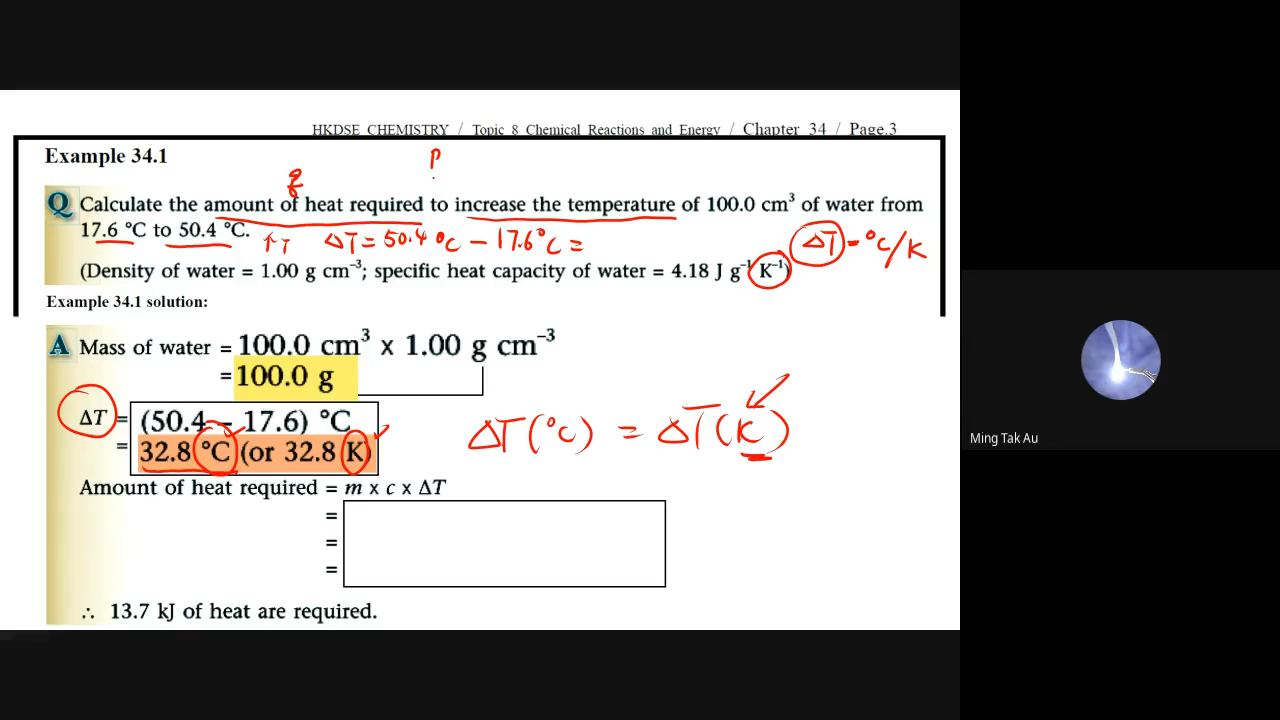 HKDSE CHEMISTRY / Topic 8 Chemical Reactions and Energy / Chapter 34 / Page.3
Example 34.1
P
q
Q Calculate the amount of heat required to increase the temperature of 100.0 cm³ of water from
17.6 °C to 50.4 °C.
↑T ΔT = 50.4 °C − 17.6°C =
ΔT = °C/K
(Density of water = 1.00 g cm⁻³; specific heat capacity of water = 4.18 J g⁻¹ K⁻¹)
Example 34.1 solution:
A Mass of water = 100.0 cm³ x 1.00 g cm⁻³
= 100.0 g
ΔT = (50.4 – 17.6) °C
= 32.8 °C (or 32.8 K)
ΔT(°C) = ΔT(K)
Amount of heat required = m x c x ΔT
=
=
=
∴ 13.7 kJ of heat are required.
Ming Tak Au